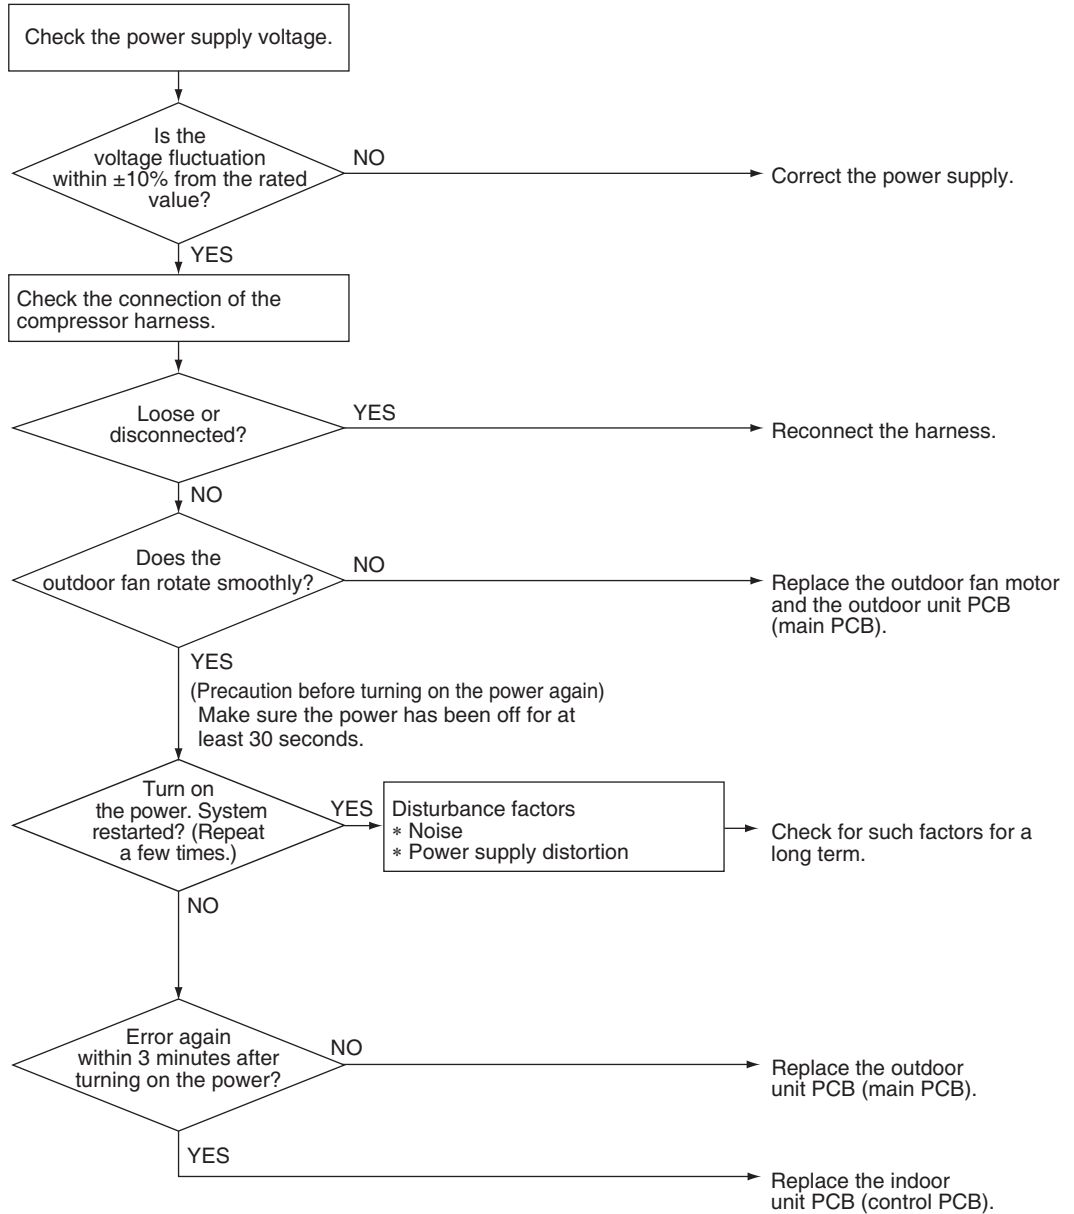 Check the power supply voltage.
Is the
voltage fluctuation
within ±10% from the rated
value?
NO
Correct the power supply.
YES
Check the connection of the
compressor harness.
Loose or
disconnected?
YES
Reconnect the harness.
NO
Does the
outdoor fan rotate smoothly?
NO
Replace the outdoor fan motor
and the outdoor unit PCB
(main PCB).
YES
(Precaution before turning on the power again)
Make sure the power has been off for at
least 30 seconds.
Turn on
the power. System
restarted? (Repeat
a few times.)
YES
Disturbance factors
* Noise
* Power supply distortion
Check for such factors for a
long term.
NO
Error again
within 3 minutes after
turning on the power?
NO
Replace the outdoor
unit PCB (main PCB).
YES
Replace the indoor
unit PCB (control PCB).